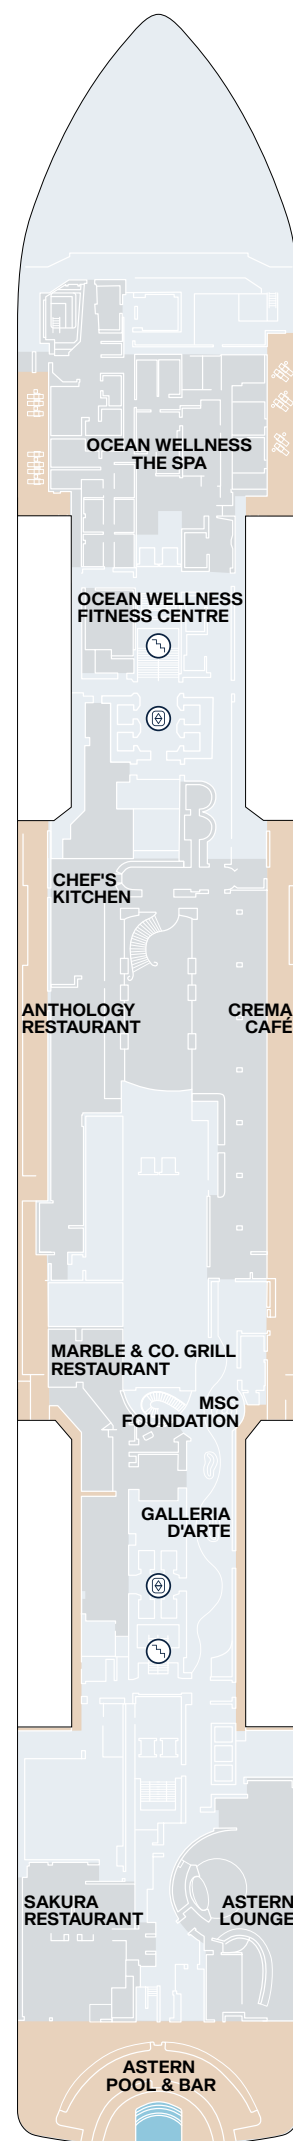 OCEAN WELLNESS
THE SPA
OCEAN WELLNESS
FITNESS CENTRE
CHEF'S
KITCHEN
ANTHOLOGY
RESTAURANT
CREMA
CAFÉ
MARBLE & CO. GRILL
RESTAURANT
MSC
FOUNDATION
GALLERIA
D'ARTE
SAKURA
RESTAURANT
ASTERN
LOUNGE
ASTERN
POOL & BAR